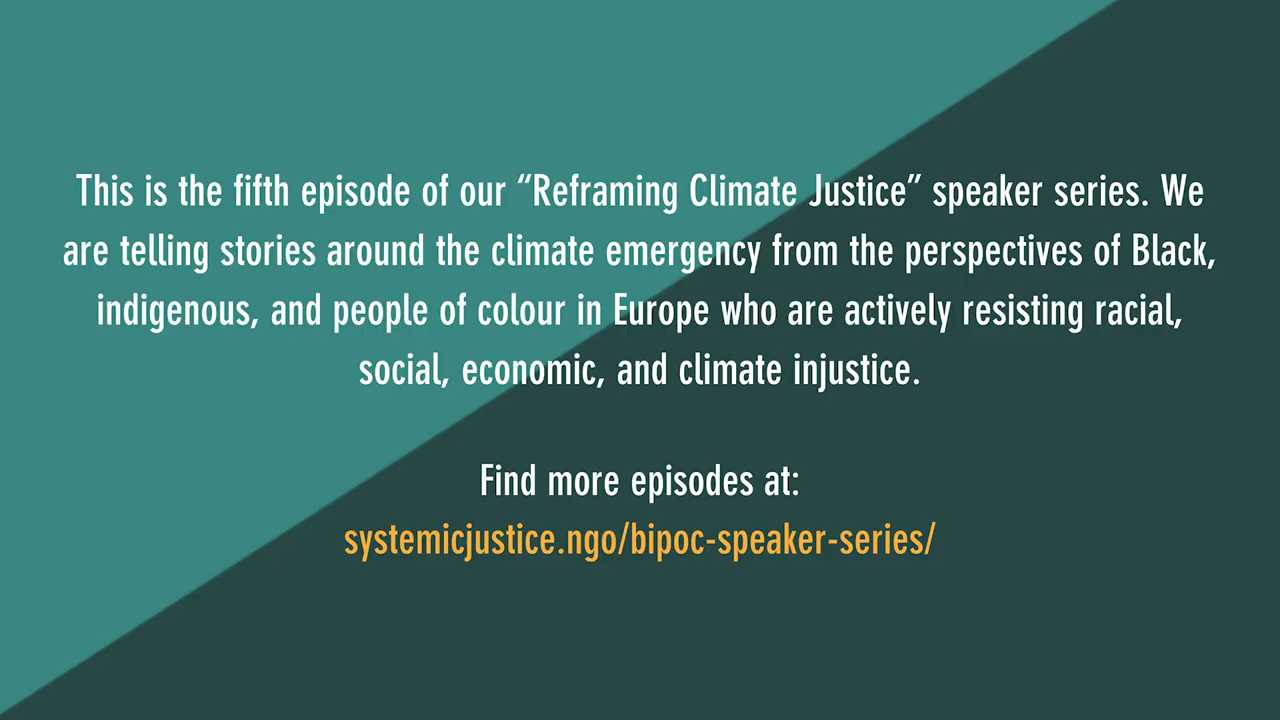 This is the fifth episode of our “Reframing Climate Justice” speaker series. We
are telling stories around the climate emergency from the perspectives of Black,
indigenous, and people of colour in Europe who are actively resisting racial,
social, economic, and climate injustice.
Find more episodes at:
systemicjustice.ngo/bipoc-speaker-series/